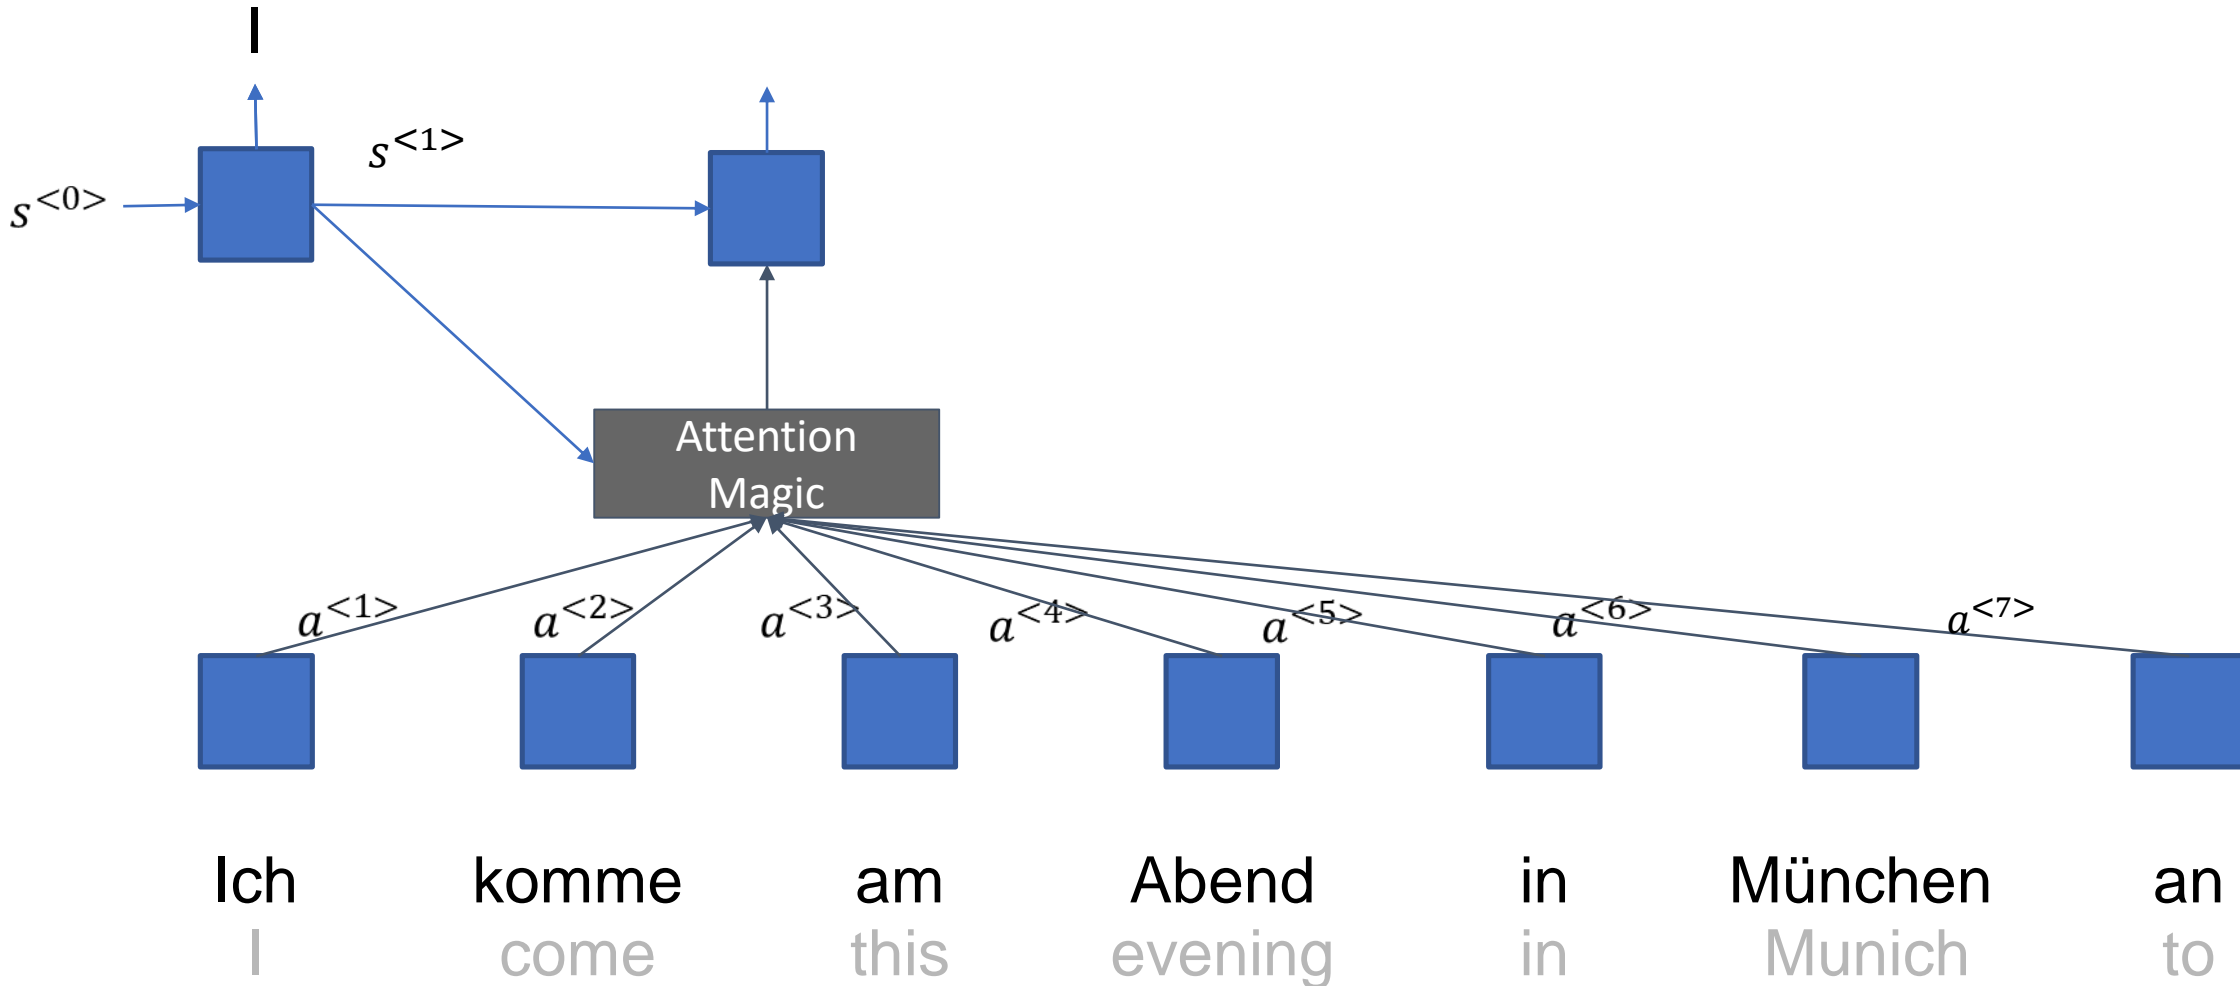 I
s<1>
s<0>
Attention
Magic
a<1> a<2> a<3> a<4> a<5> a<6> a<7>
Ich komme am Abend in München an
I come this evening in Munich to